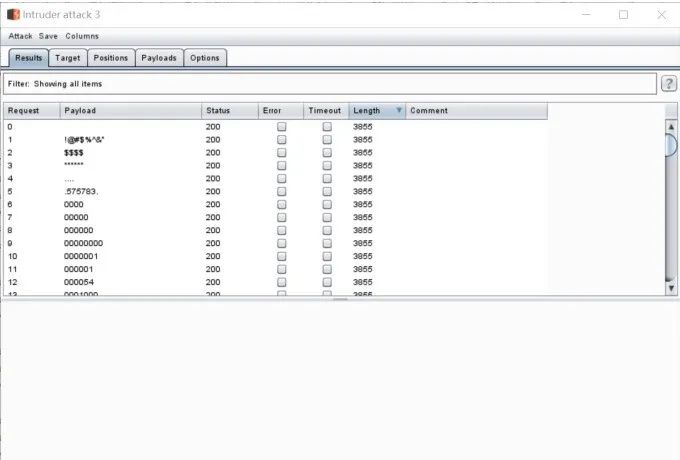 Intruder attack 3
Attack Save Columns
Results Target Positions Payloads Options
Filter: Showing all items ?
Request Payload Status Error Timeout Length Comment
0 200 3855
1 !@#$%^&* 200 3855
2 $$$$ 200 3855
3 ****** 200 3855
4 .... 200 3855
5 .575783. 200 3855
6 0000 200 3855
7 00000 200 3855
8 000000 200 3855
9 00000000 200 3855
10 0000001 200 3855
11 000001 200 3855
12 000054 200 3855
13 0001000 200 3855